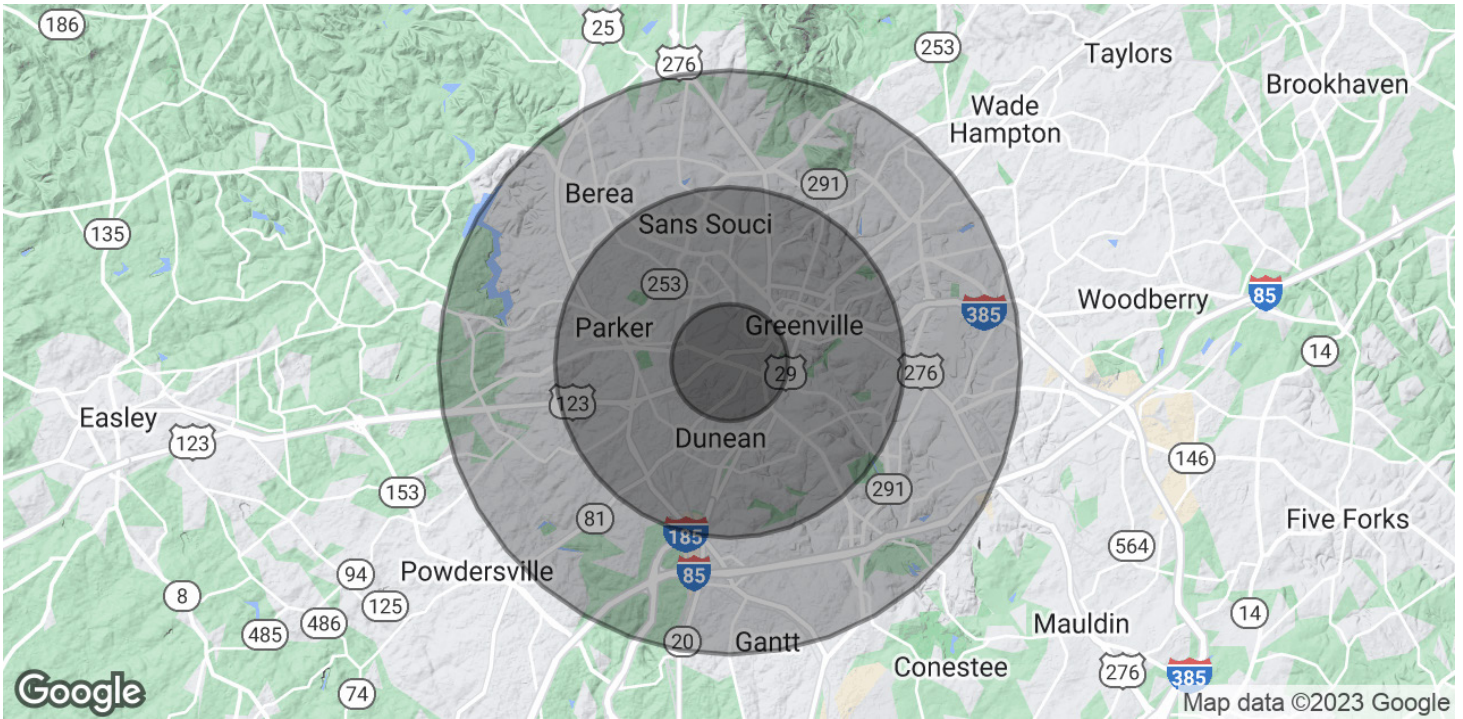 186
25
276
253
Taylors
Brookhaven
Wade
Hampton
Berea
291
Sans Souci
135
253
Woodberry
85
385
Parker
Greenville
14
29
276
123
Easley
123
Dunean
146
153
291
81
Five Forks
185
564
Powdersville
85
94
8
125
14
486
485
20
Gantt
Mauldin
Conestee
276
385
74
Google
Map data ©2023 Google